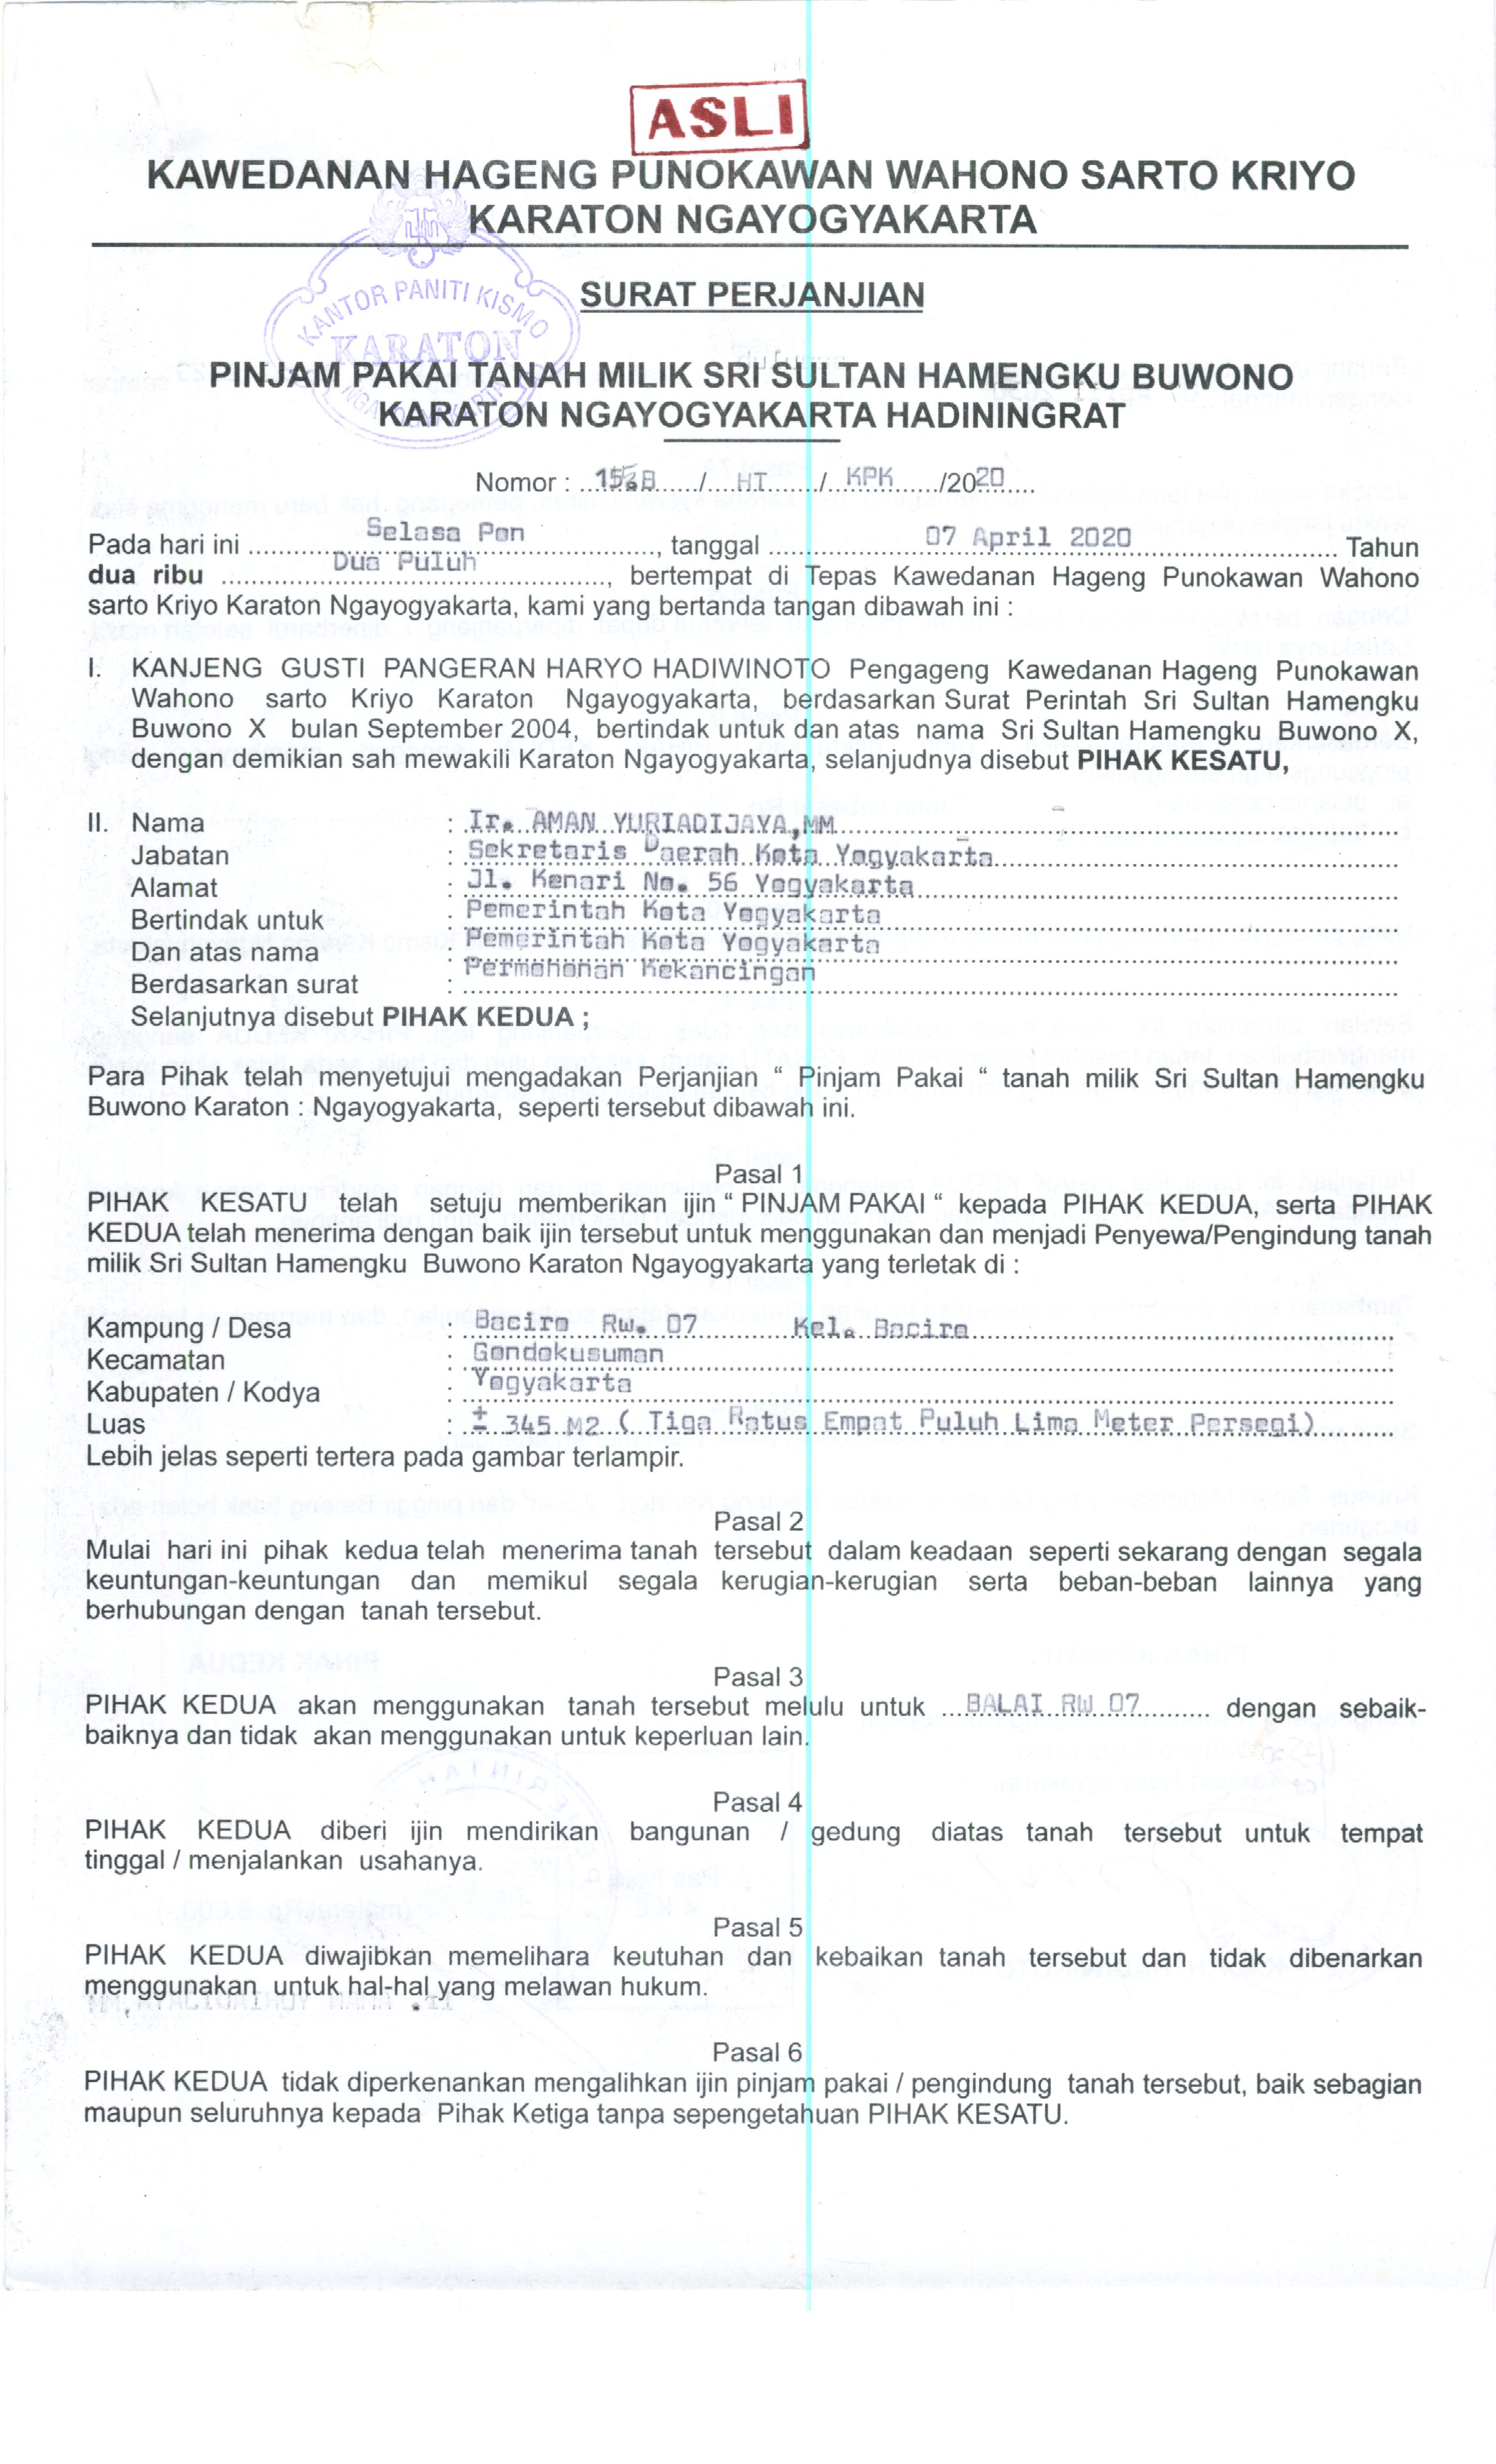 ASLI
KAWEDANAN HAGENG PUNOKAWAN WAHONO SARTO KRIYO
KARATON NGAYOGYAKARTA
KANTOR PANITI KISMO
KARATON
NGAYOGYAKARTA
SURAT PERJANJIAN
PINJAM PAKAI TANAH MILIK SRI SULTAN HAMENGKU BUWONO
KARATON NGAYOGYAKARTA HADININGRAT
Nomor : / HT / KPK /2020
Pada hari ini Selasa Pon, tanggal 07 April 2020 Tahun
dua ribu Dua Puluh, bertempat di Tepas Kawedanan Hageng Punokawan Wahono
sarto Kriyo Karaton Ngayogyakarta, kami yang bertanda tangan dibawah ini :
I. KANJENG GUSTI PANGERAN HARYO HADIWINOTO Pengageng Kawedanan Hageng Punokawan
Wahono sarto Kriyo Karaton Ngayogyakarta, berdasarkan Surat Perintah Sri Sultan Hamengku
Buwono X bulan September 2004, bertindak untuk dan atas nama Sri Sultan Hamengku Buwono X,
dengan demikian sah mewakili Karaton Ngayogyakarta, selanjudnya disebut PIHAK KESATU,
II. Nama : Ir. AMAN YURIADIJAYA,MM
Jabatan : Sekretaris Daerah Kota Yogyakarta
Alamat : Jl. Kenari No. 56 Yogyakarta
Bertindak untuk : Pemerintah Kota Yogyakarta
Dan atas nama : Pemerintah Kota Yogyakarta
Berdasarkan surat : Permohonan Kekancingan
Selanjutnya disebut PIHAK KEDUA ;
Para Pihak telah menyetujui mengadakan Perjanjian “ Pinjam Pakai “ tanah milik Sri Sultan Hamengku
Buwono Karaton : Ngayogyakarta, seperti tersebut dibawah ini.
Pasal 1
PIHAK KESATU telah setuju memberikan ijin “ PINJAM PAKAI “ kepada PIHAK KEDUA, serta PIHAK
KEDUA telah menerima dengan baik ijin tersebut untuk menggunakan dan menjadi Penyewa/Pengindung tanah
milik Sri Sultan Hamengku Buwono Karaton Ngayogyakarta yang terletak di :
Kampung / Desa : Baciro Rw. 07 Kel. Baciro
Kecamatan : Gondokusuman
Kabupaten / Kodya : Yogyakarta
Luas : ± 345 M2 ( Tiga Ratus Empat Puluh Lima Meter Persegi)
Lebih jelas seperti tertera pada gambar terlampir.
Pasal 2
Mulai hari ini pihak kedua telah menerima tanah tersebut dalam keadaan seperti sekarang dengan segala
keuntungan-keuntungan dan memikul segala kerugian-kerugian serta beban-beban lainnya yang
berhubungan dengan tanah tersebut.
Pasal 3
PIHAK KEDUA akan menggunakan tanah tersebut melulu untuk BALAI RW 07 dengan sebaik-
baiknya dan tidak akan menggunakan untuk keperluan lain.
Pasal 4
PIHAK KEDUA diberi ijin mendirikan bangunan / gedung diatas tanah tersebut untuk tempat
tinggal / menjalankan usahanya.
Pasal 5
PIHAK KEDUA diwajibkan memelihara keutuhan dan kebaikan tanah tersebut dan tidak dibenarkan
menggunakan untuk hal-hal yang melawan hukum.
Pasal 6
PIHAK KEDUA tidak diperkenankan mengalihkan ijin pinjam pakai / pengindung tanah tersebut, baik sebagian
maupun seluruhnya kepada Pihak Ketiga tanpa sepengetahuan PIHAK KESATU.